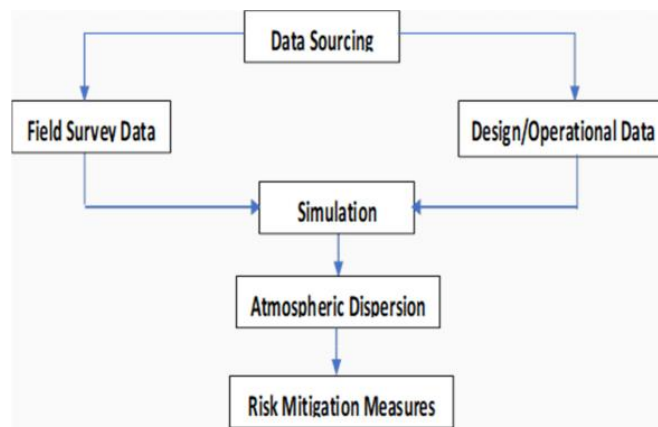 Data Sourcing
Field Survey Data
Design/Operational Data
Simulation
Atmospheric Dispersion
Risk Mitigation Measures